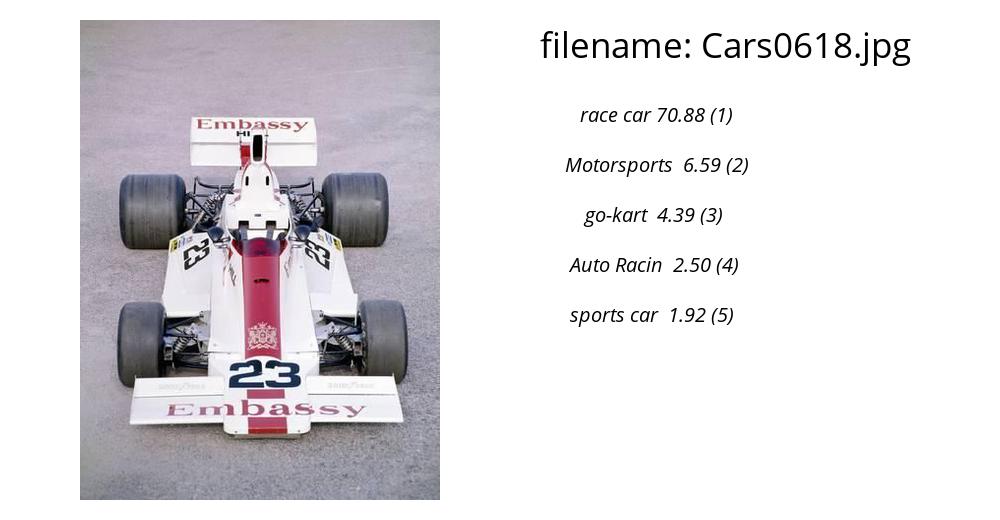 filename: Cars0618.jpg
race car 70.88 (1)
Motorsports 6.59 (2)
go-kart 4.39 (3)
Auto Racin 2.50 (4)
sports car 1.92 (5)
Embassy
23
23
23
Embassy